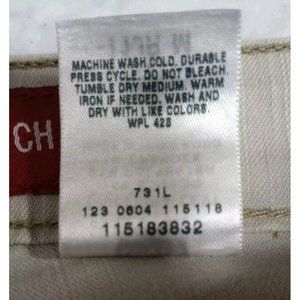 MACHINE WASH COLD. DURABLE
PRESS CYCLE. DO NOT BLEACH.
TUMBLE DRY MEDIUM. WARM
IRON IF NEEDED. WASH AND
DRY WITH LIKE COLORS.
WPL 423
CH
731L
123 0604 115118
115183832